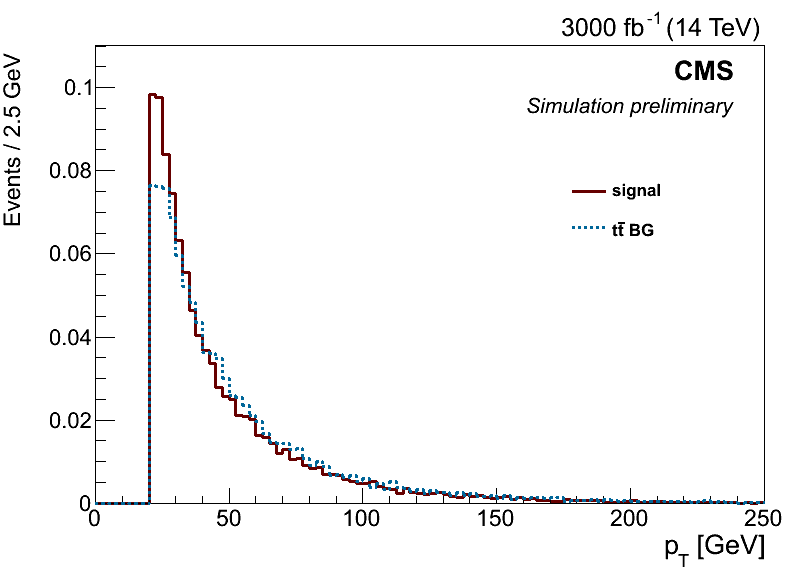 3000 fb⁻¹ (14 TeV)
CMS
Simulation preliminary
Events / 2.5 GeV
0.1
0.08
0.06
0.04
0.02
0
signal
tt̄ BG
0 50 100 150 200 250
p_T [GeV]